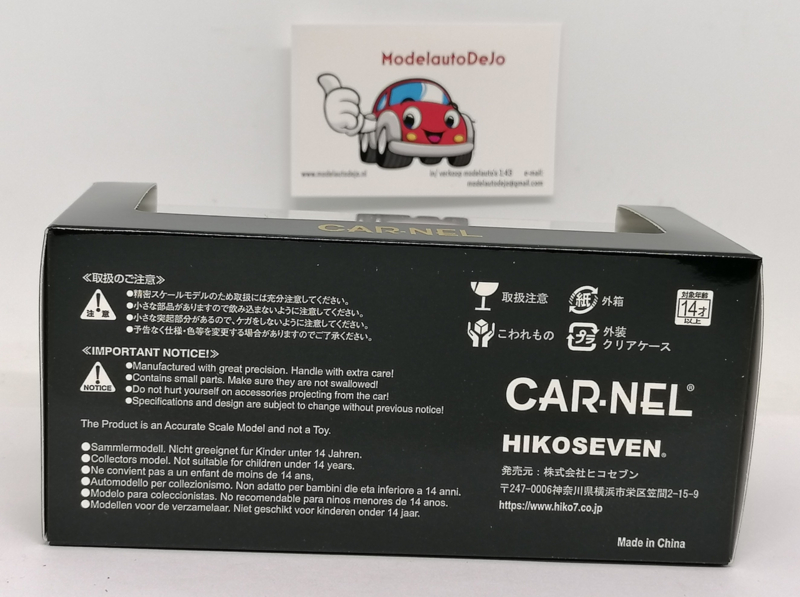 ModelautoDeJo
www.modelautodejo.nl
in/ verkoop modelauto's 1:43 e-mail:
modelautodejo@gmail.com
CAR·NEL
≪取扱のご注意≫
注意
●精密スケールモデルのため取扱には充分注意してください。
●小さな部品がありますので飲み込まないように注意してください。
●小さな突起部分があるので、ケガをしないように注意してください。
●予告なく仕様・色等を変更する場合がありますのでご了承ください。
≪IMPORTANT NOTICE!≫
NOTICE
●Manufactured with great precision. Handle with extra care!
●Contains small parts. Make sure they are not swallowed!
●Do not hurt yourself on accessories projecting from the car!
●Specifications and design are subject to change without previous notice!
The Product is an Accurate Scale Model and not a Toy.
●Sammlermodell. Nicht geeignet fur Kinder unter 14 Jahren.
●Collectors model. Not suitable for children under 14 years.
●Ne convient pas a un enfant de moins de 14 ans,
●Automodello per collezionismo. Non adatto per bambini die eta inferiore a 14 anni.
●Modelo para coleccionistas. No recomendable para ninos menores de 14 anos.
●Modellen voor de verzamelaar. Niet geschikt voor kinderen onder 14 jaar.
取扱注意
紙 外箱
対象年齢
14才
以上
こわれもの
プラ 外装
クリアケース
CAR·NEL®
HIKOSEVEN®
発売元：株式会社ヒコセブン
〒247-0006神奈川県横浜市栄区笠間2-15-9
https://www.hiko7.co.jp
Made in China